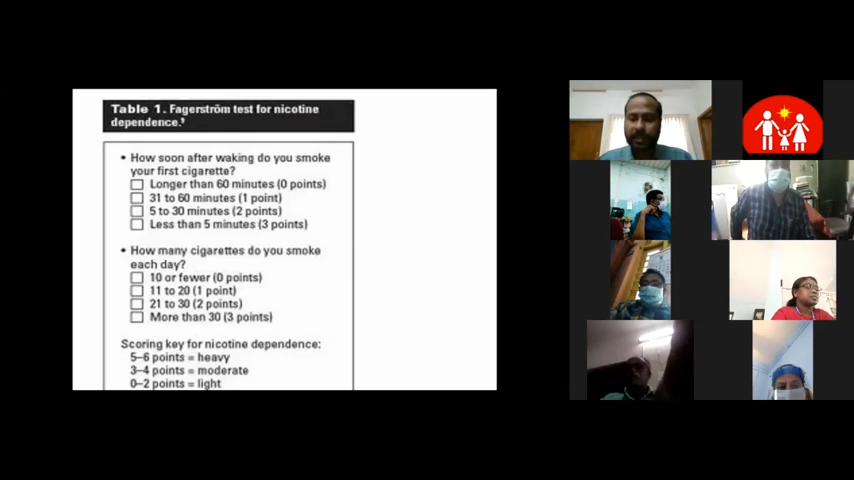 Table 1. Fagerström test for nicotine
dependence.⁹
• How soon after waking do you smoke
your first cigarette?
Longer than 60 minutes (0 points)
31 to 60 minutes (1 point)
5 to 30 minutes (2 points)
Less than 5 minutes (3 points)
• How many cigarettes do you smoke
each day?
10 or fewer (0 points)
11 to 20 (1 point)
21 to 30 (2 points)
More than 30 (3 points)
Scoring key for nicotine dependence:
5–6 points = heavy
3–4 points = moderate
0–2 points = light